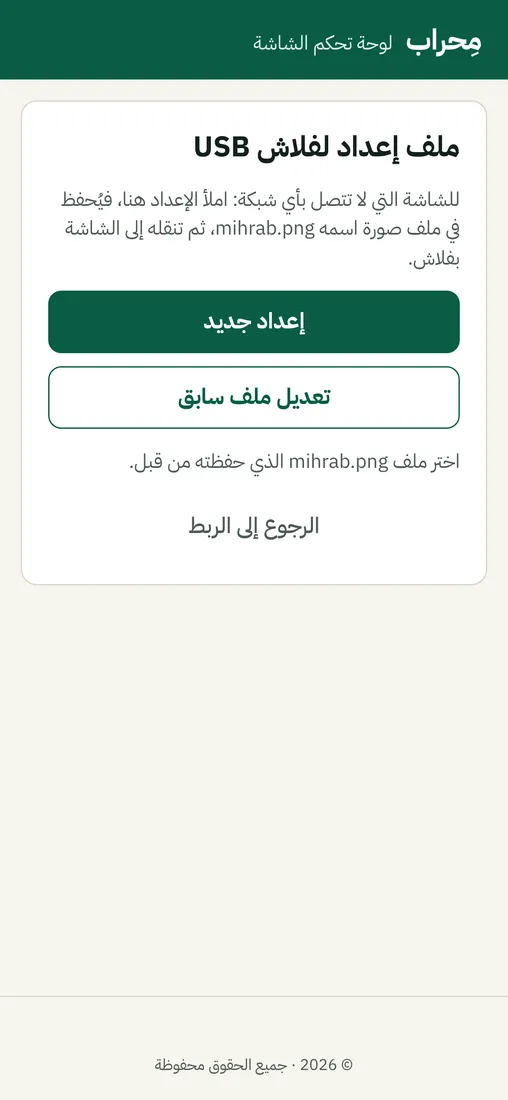 مِحراب لوحة تحكم الشاشة
ملف إعداد لفلاش USB
للشاشة التي لا تتصل بأي شبكة: املأ الإعداد هنا، فيُحفظ
في ملف صورة اسمه mihrab.png، ثم تنقله إلى الشاشة
بفلاش.
إعداد جديد
تعديل ملف سابق
اختر ملف mihrab.png الذي حفظته من قبل.
الرجوع إلى الربط
© 2026 · جميع الحقوق محفوظة